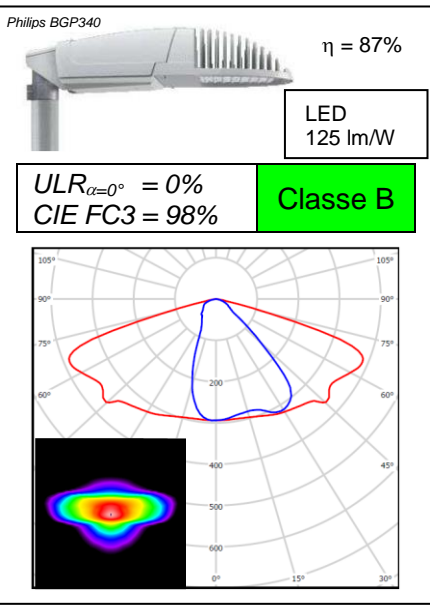 Philips BGP340
η = 87%
LED
125 lm/W
ULRα=0° = 0%
CIE FC3 = 98%
Classe B
105° 105°
90° 90°
75° 75°
60° 60°
200
400 45°
500
600
0° 15° 30°